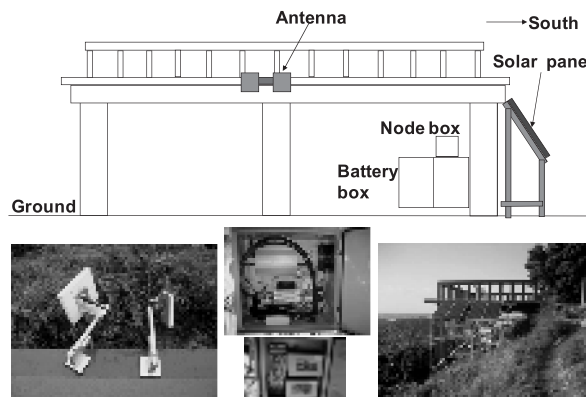 Antenna
South
Solar pane
Node box
Battery
box
Ground